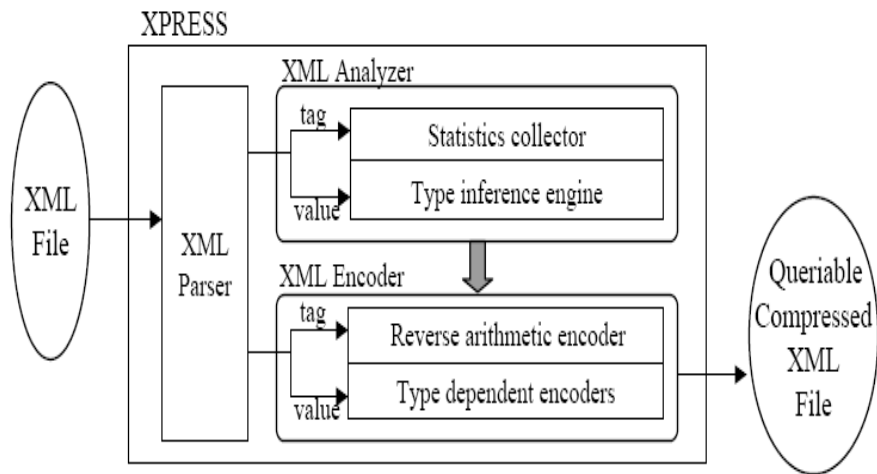 XPRESS
XML Analyzer
tag
Statistics collector
Type inference engine
value
XML
File
XML
Parser
XML Encoder
tag
Reverse arithmetic encoder
Type dependent encoders
value
Queriable
Compressed
XML
File